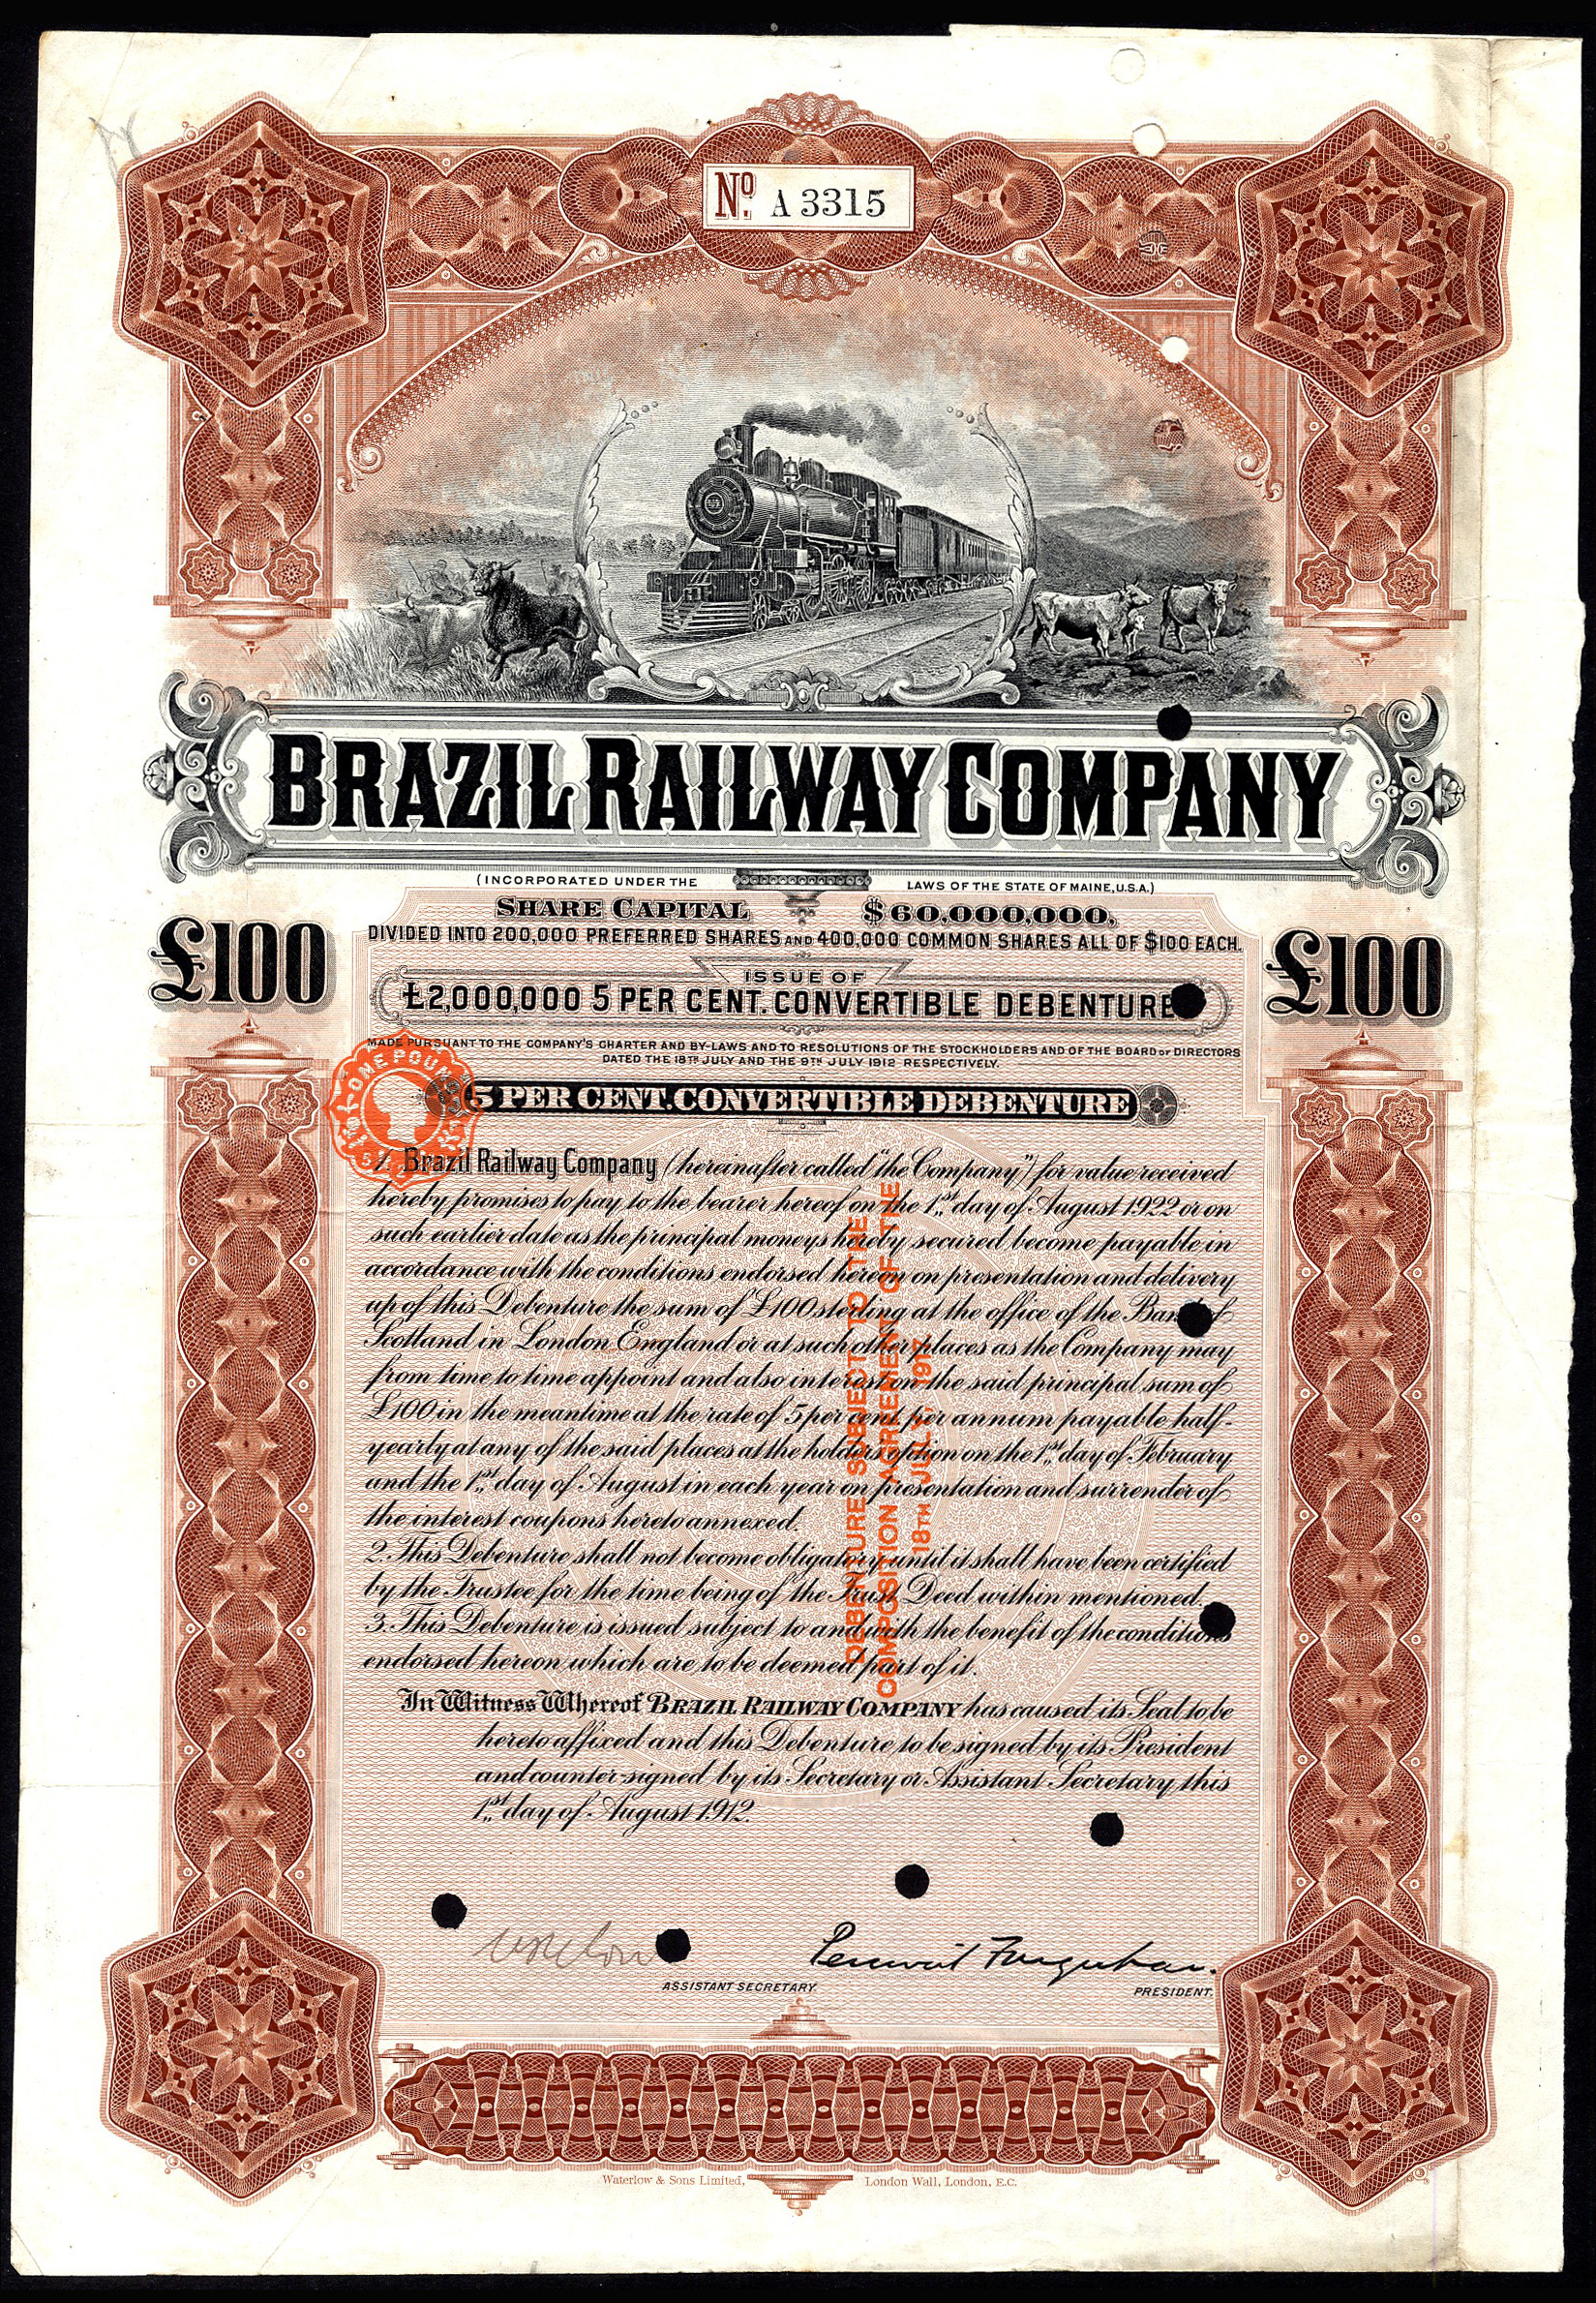 No. A 3315
BRAZIL RAILWAY COMPANY
(INCORPORATED UNDER THE LAWS OF THE STATE OF MAINE, U.S.A.)
SHARE CAPITAL $60,000,000,
DIVIDED INTO 200,000 PREFERRED SHARES AND 400,000 COMMON SHARES ALL OF $100 EACH.
£100 £100
ISSUE OF
£2,000,000 5 PER CENT. CONVERTIBLE DEBENTURE
MADE PURSUANT TO THE COMPANY'S CHARTER AND BY-LAWS AND TO RESOLUTIONS OF THE STOCKHOLDERS AND OF THE BOARD OF DIRECTORS
DATED THE 18TH JULY AND THE 9TH JULY 1912 RESPECTIVELY.
ONE POUND
5 PER CENT. CONVERTIBLE DEBENTURE
1. Brazil Railway Company (hereinafter called "the Company") for value received
hereby promises to pay to the bearer hereof on the 1st day of August 1922 or on
such earlier date as the principal moneys hereby secured become payable in
accordance with the conditions endorsed hereon on presentation and delivery
up of this Debenture the sum of £100 sterling at the office of the Bank of
Scotland in London England or at such other places as the Company may
from time to time appoint and also interest on the said principal sum of
£100 in the meantime at the rate of 5 per cent per annum payable half-
yearly at any of the said places at the holders option on the 1st day of February
and the 1st day of August in each year on presentation and surrender of
the interest coupons hereto annexed.
2. This Debenture shall not become obligatory until it shall have been certified
by the Trustee for the time being of the Trust Deed within mentioned.
3. This Debenture is issued subject to and with the benefit of the conditions
endorsed hereon which are to be deemed part of it.
In Witness Whereof BRAZIL RAILWAY COMPANY has caused its Seal to be
hereto affixed and this Debenture to be signed by its President
and counter-signed by its Secretary or Assistant Secretary this
1st day of August 1912.
DEBENTURE SUBJECT TO THE
COMPOSITION AGREEMENT OF THE
18TH JULY, 1917
Percival Farquhar.
ASSISTANT SECRETARY
PRESIDENT.
Waterlow & Sons Limited, London Wall, London, E.C.